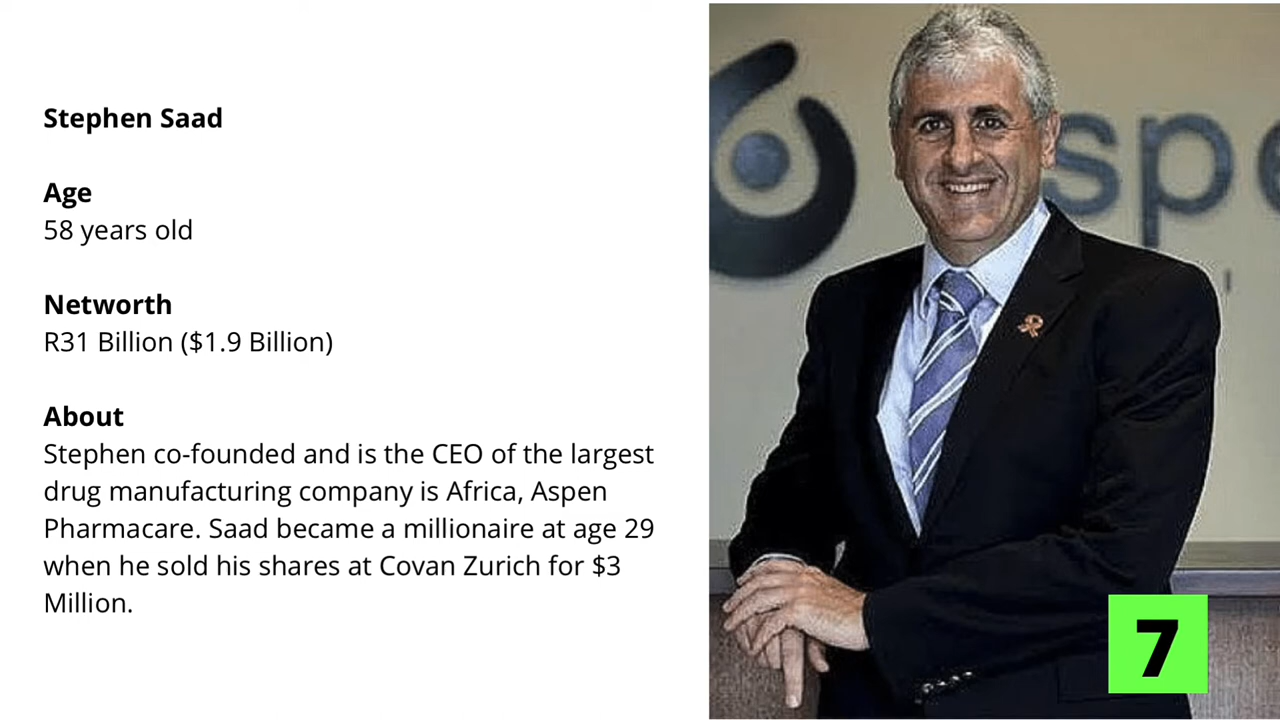 Stephen Saad
Age
58 years old
Networth
R31 Billion ($1.9 Billion)
About
Stephen co-founded and is the CEO of the largest
drug manufacturing company is Africa, Aspen
Pharmacare. Saad became a millionaire at age 29
when he sold his shares at Covan Zurich for $3
Million.
spe
7